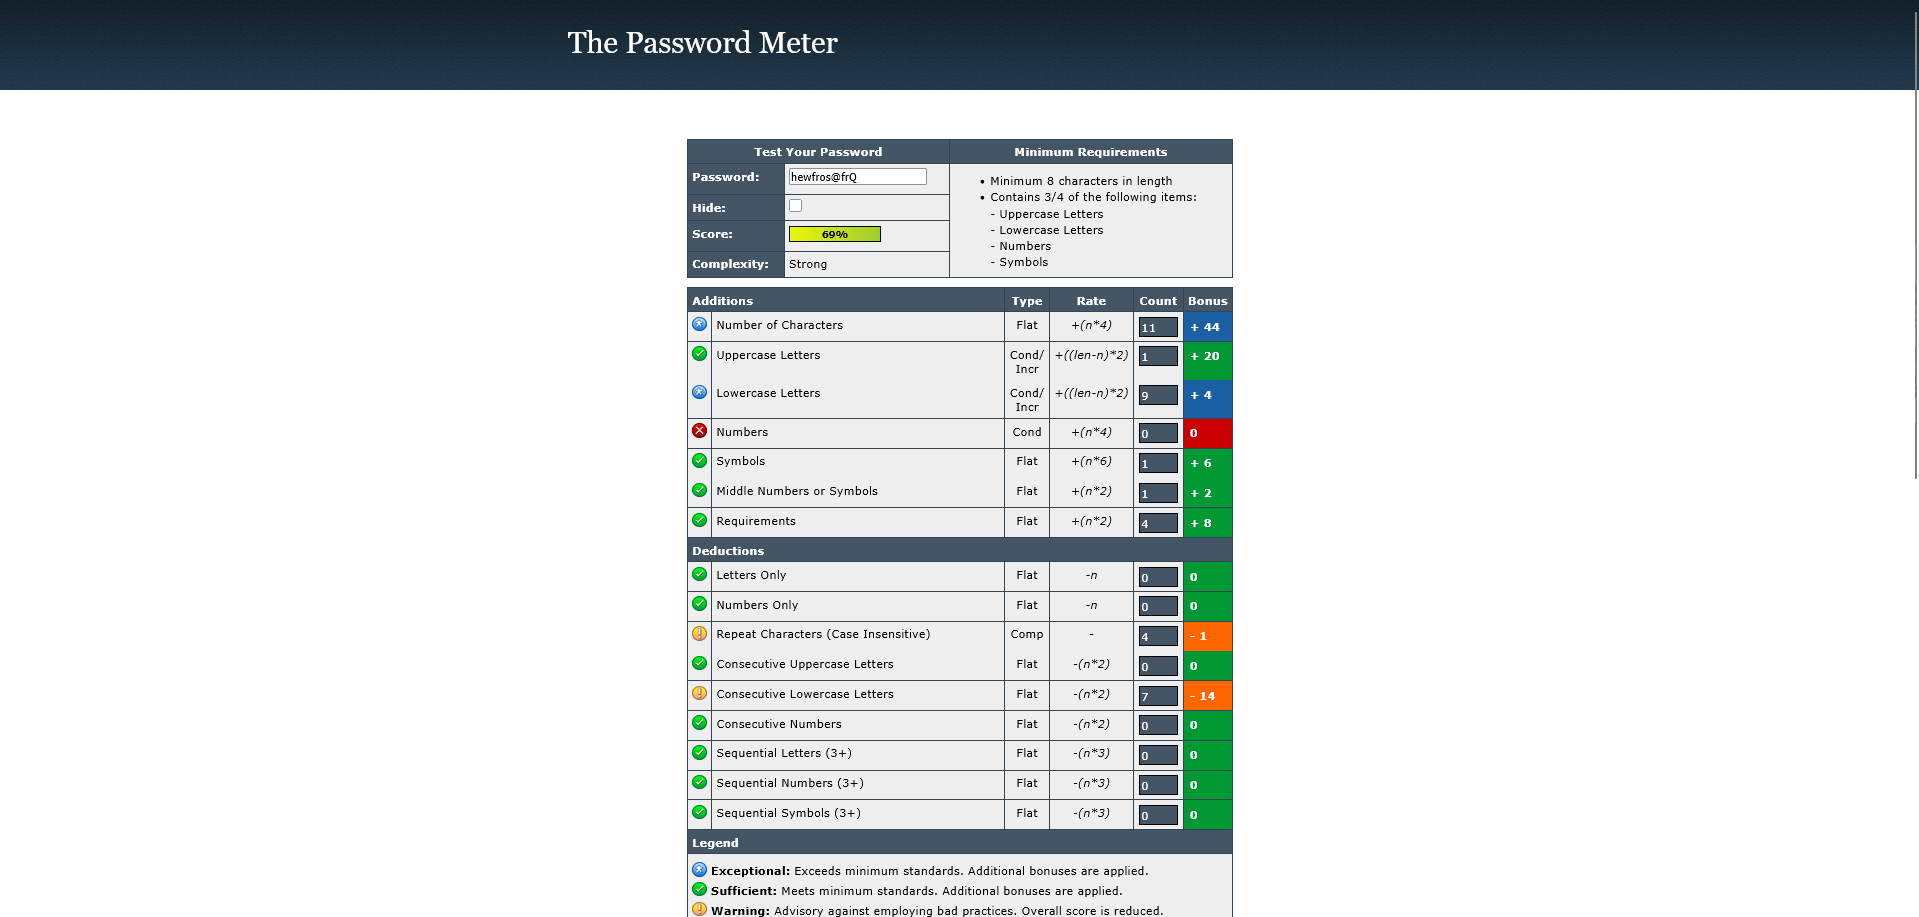 The Password Meter
Test Your Password
Minimum Requirements
Password: hewfros@frQ
Hide:
Score: 69%
Complexity: Strong
• Minimum 8 characters in length
• Contains 3/4 of the following items:
- Uppercase Letters
- Lowercase Letters
- Numbers
- Symbols
Additions Type Rate Count Bonus
Number of Characters Flat +(n*4) 11 + 44
Uppercase Letters Cond/Incr +((len-n)*2) 1 + 20
Lowercase Letters Cond/Incr +((len-n)*2) 9 + 4
Numbers Cond +(n*4) 0 0
Symbols Flat +(n*6) 1 + 6
Middle Numbers or Symbols Flat +(n*2) 1 + 2
Requirements Flat +(n*2) 4 + 8
Deductions
Letters Only Flat -n 0 0
Numbers Only Flat -n 0 0
Repeat Characters (Case Insensitive) Comp - 4 - 1
Consecutive Uppercase Letters Flat -(n*2) 0 0
Consecutive Lowercase Letters Flat -(n*2) 7 - 14
Consecutive Numbers Flat -(n*2) 0 0
Sequential Letters (3+) Flat -(n*3) 0 0
Sequential Numbers (3+) Flat -(n*3) 0 0
Sequential Symbols (3+) Flat -(n*3) 0 0
Legend
Exceptional: Exceeds minimum standards. Additional bonuses are applied.
Sufficient: Meets minimum standards. Additional bonuses are applied.
Warning: Advisory against employing bad practices. Overall score is reduced.